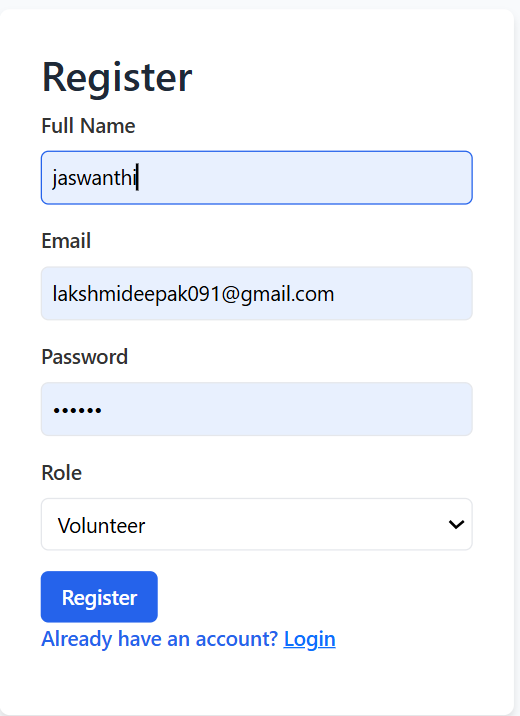 Register
Full Name
jaswanthi
Email
lakshmideepak091@gmail.com
Password
••••••
Role
Volunteer
Register
Already have an account? Login